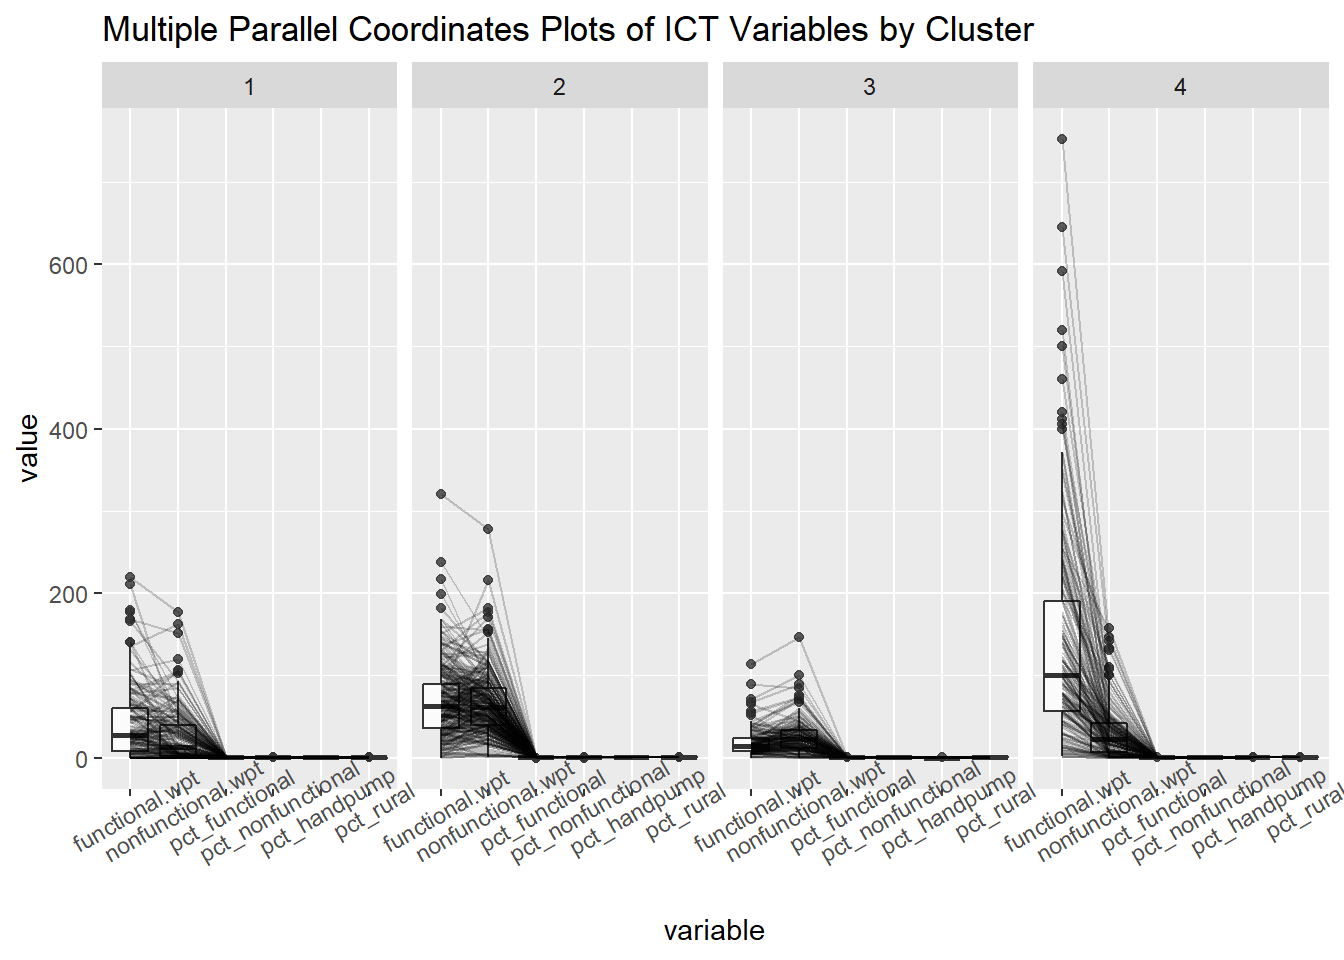 Multiple Parallel Coordinates Plots of ICT Variables by Cluster
1
2
3
4
value
600
400
200
0
functional.wpt
nonfunctional.wpt
pct_functional
pct_nonfunctional
pct_handpump
pct_rural
functional.wpt
nonfunctional.wpt
pct_functional
pct_nonfunctional
pct_handpump
pct_rural
functional.wpt
nonfunctional.wpt
pct_functional
pct_nonfunctional
pct_handpump
pct_rural
functional.wpt
nonfunctional.wpt
pct_functional
pct_nonfunctional
pct_handpump
pct_rural
variable